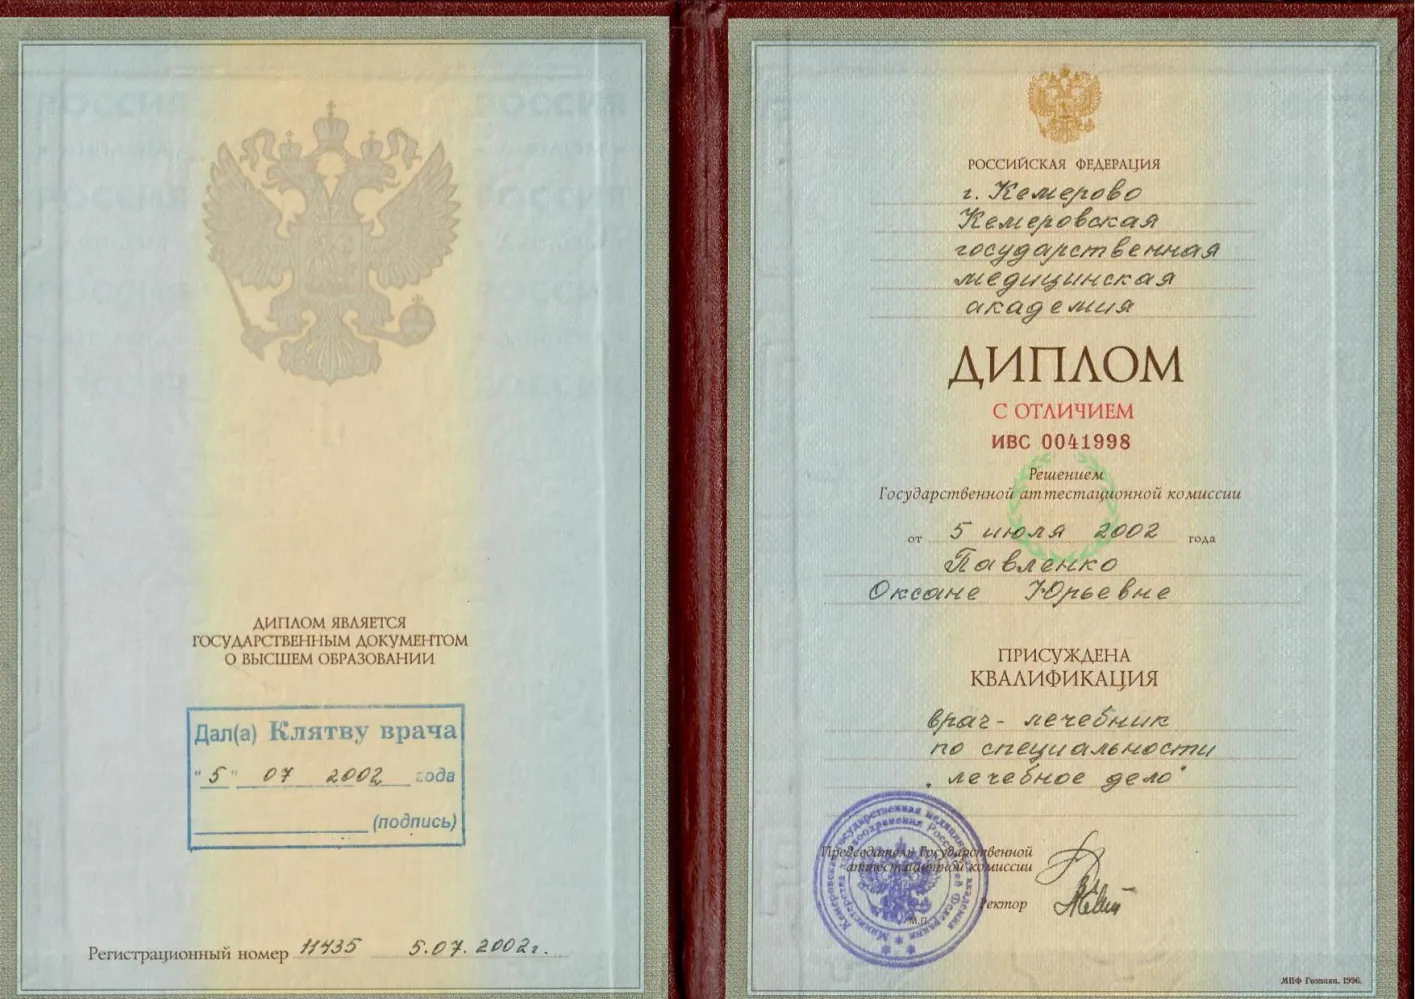 ДИПЛОМ ЯВЛЯЕТСЯ
ГОСУДАРСТВЕННЫМ ДОКУМЕНТОМ
О ВЫСШЕМ ОБРАЗОВАНИИ
Дал(а) Клятву врача
"5" 07 2002 года
(подпись)
Регистрационный номер 11435 5.07.2002г.
РОССИЙСКАЯ ФЕДЕРАЦИЯ
г. Кемерово
Кемеровская
государственная
медицинская
академия
ДИПЛОМ
С ОТЛИЧИЕМ
ИВС 0041998
Решением
Государственной аттестационной комиссии
от 5 июля 2002 года
Павленко
Оксане Юрьевне
ПРИСУЖДЕНА
КВАЛИФИКАЦИЯ
врач-лечебник
по специальности
"лечебное дело"
Председатель Государственной
аттестационной комиссии
Ректор
М.П.
МПФ Гознака. 1996.